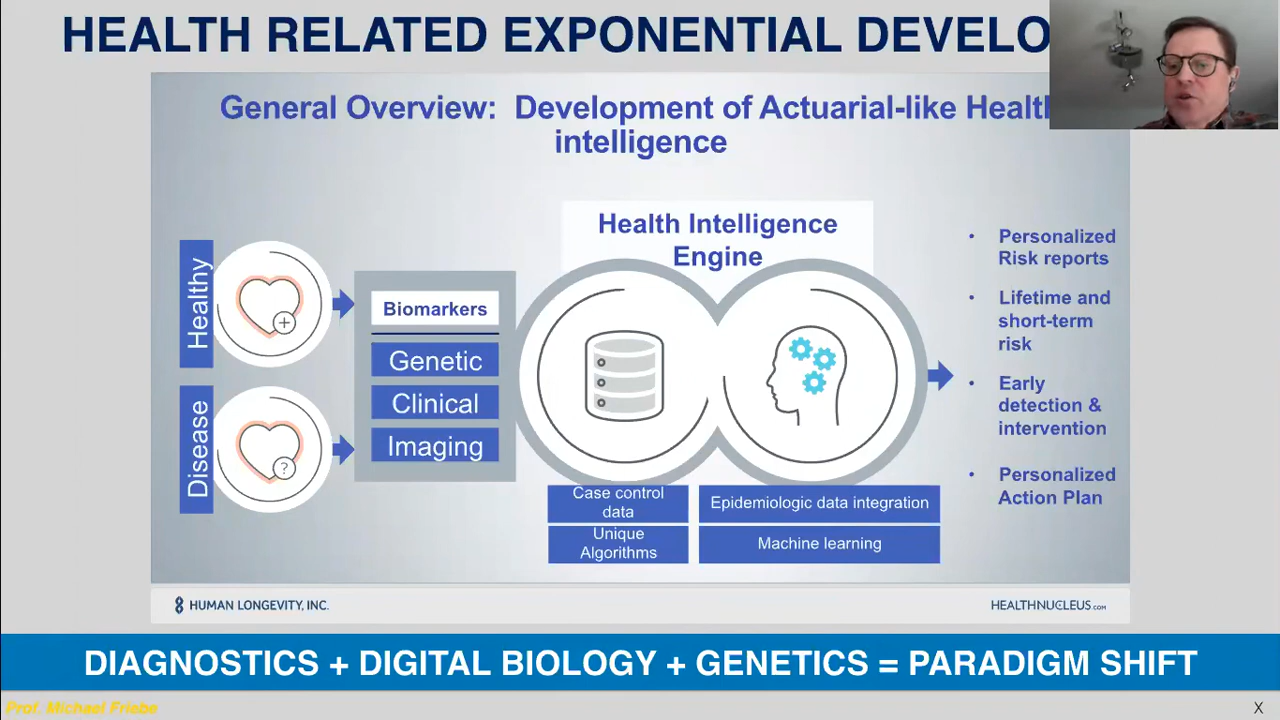 HEALTH RELATED EXPONENTIAL DEVELO
General Overview: Development of Actuarial-like Health
intelligence
Healthy
Disease
Biomarkers
Genetic
Clinical
Imaging
Health Intelligence
Engine
Case control
data
Unique
Algorithms
Epidemiologic data integration
Machine learning
• Personalized
Risk reports
• Lifetime and
short-term
risk
• Early
detection &
intervention
• Personalized
Action Plan
HUMAN LONGEVITY, INC.
HEALTHNUCLEUS.COM
DIAGNOSTICS + DIGITAL BIOLOGY + GENETICS = PARADIGM SHIFT
Prof. Michael Friebe
X